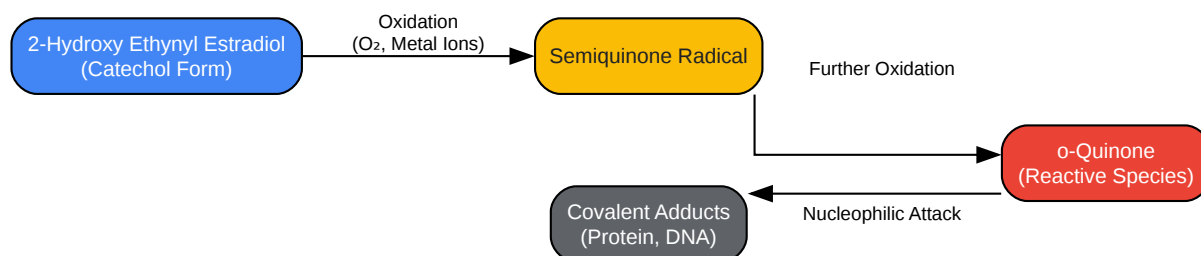 2-Hydroxy Ethynyl Estradiol
(Catechol Form)
Oxidation
(O₂, Metal Ions)
Semiquinone Radical
Further Oxidation
o-Quinone
(Reactive Species)
Nucleophilic Attack
Covalent Adducts
(Protein, DNA)